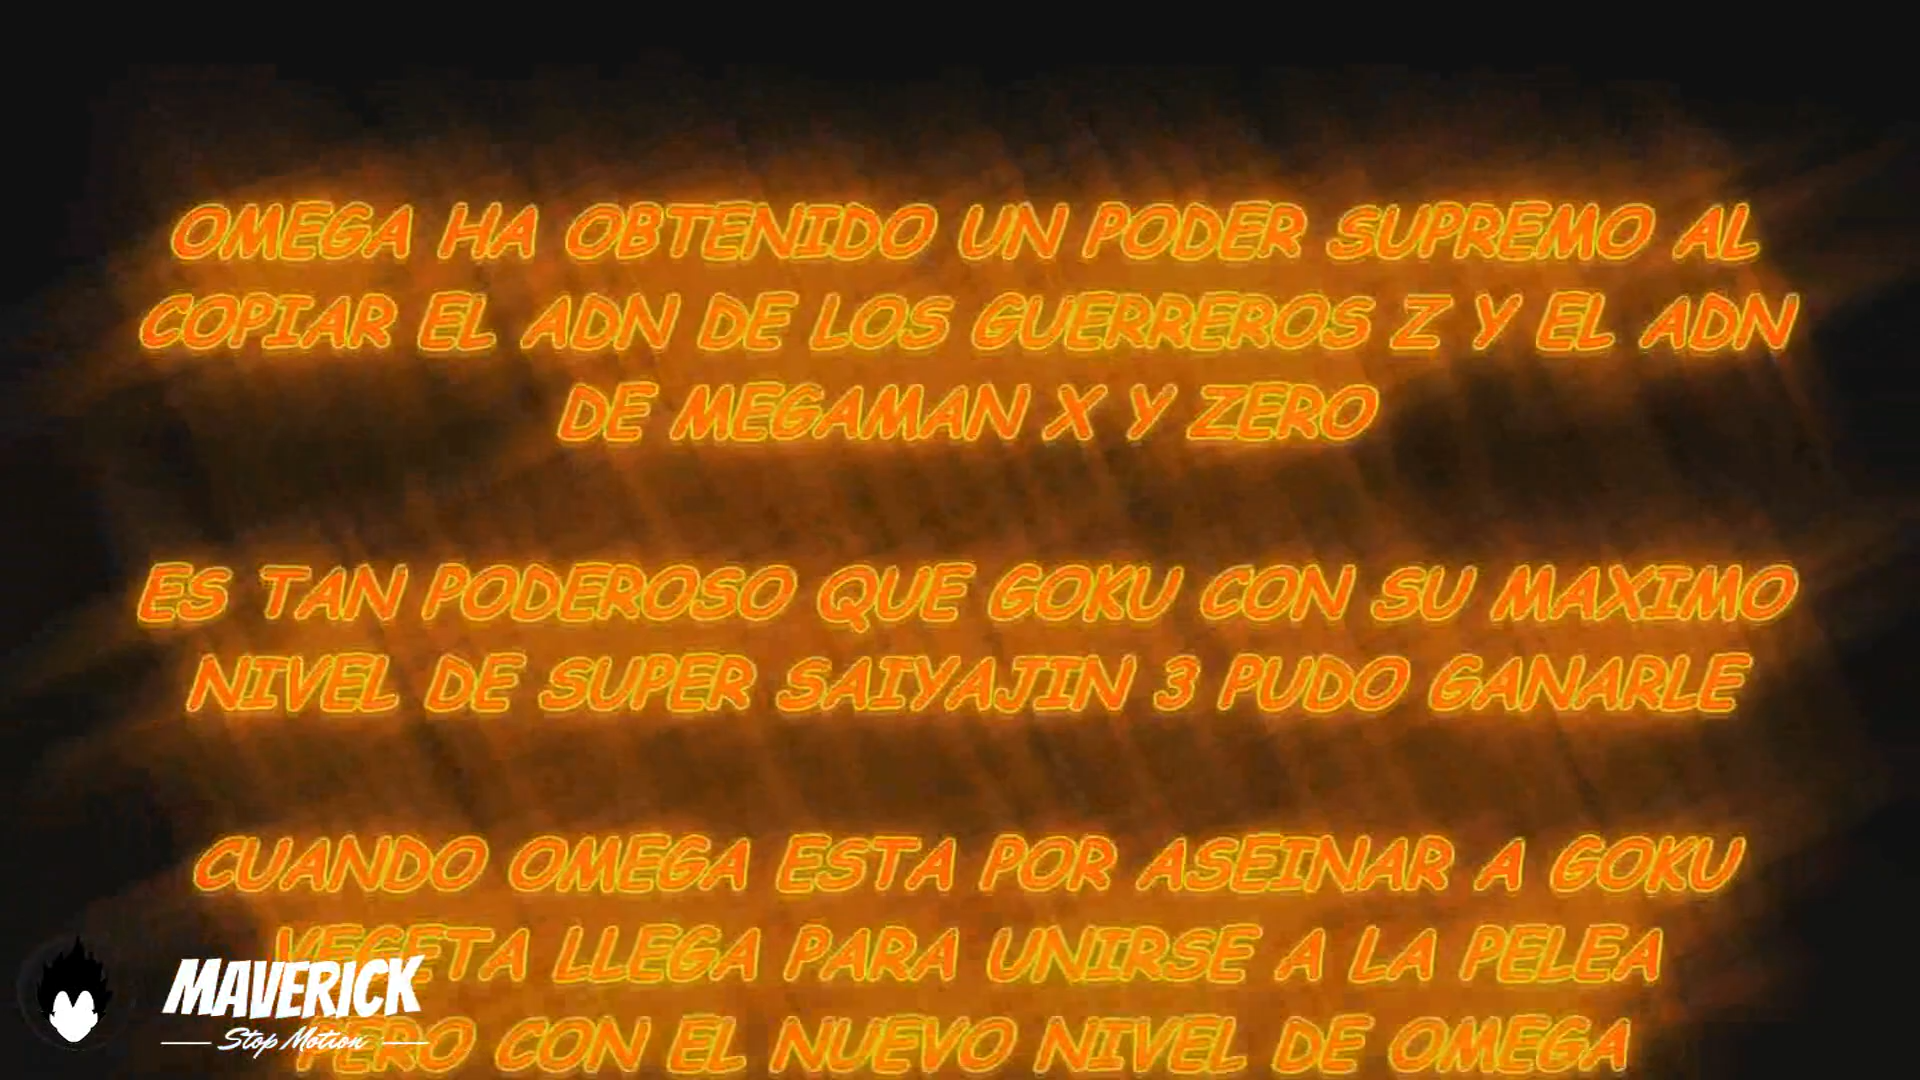 OMEGA HA OBTENIDO UN PODER SUPREMO AL
COPIAR EL ADN DE LOS GUERREROS Z Y EL ADN
DE MEGAMAN X Y ZERO
ES TAN PODEROSO QUE GOKU CON SU MAXIMO
NIVEL DE SUPER SAIYAJIN 3 PUDO GANARLE
CUANDO OMEGA ESTA POR ASEINAR A GOKU
VEGETA LLEGA PARA UNIRSE A LA PELEA
PERO CON EL NUEVO NIVEL DE OMEGA
MAVERICK
Stop Motion